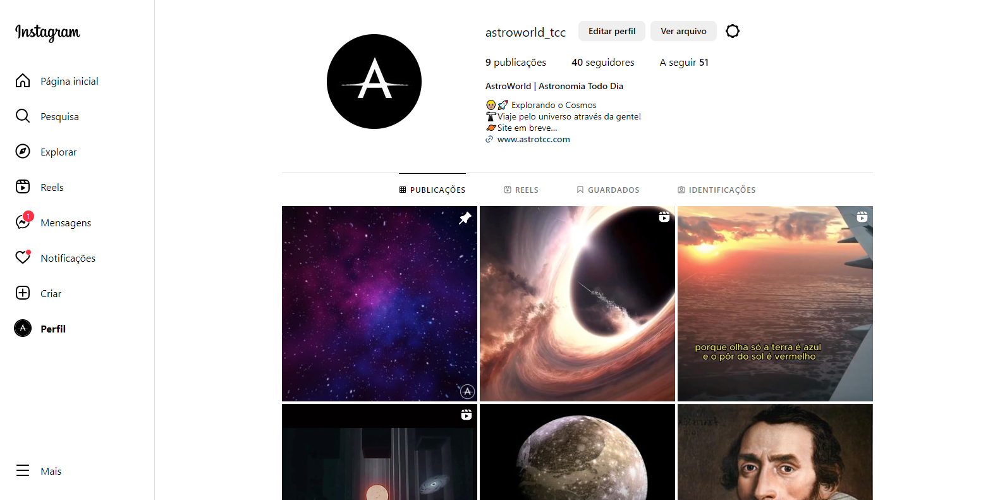 Instagram
Página inicial
Pesquisa
Explorar
Reels
1
Mensagens
Notificações
Criar
A
Perfil
Mais
A
astroworld_tcc
Editar perfil
Ver arquivo
9 publicações
40 seguidores
A seguir 51
AstroWorld | Astronomia Todo Dia
Explorando o Cosmos
Viaje pelo universo através da gente!
Site em breve...
www.astrotcc.com
PUBLICAÇÕES
REELS
GUARDADOS
IDENTIFICAÇÕES
A
porque olha só a terra é azul
e o pôr do sol é vermelho